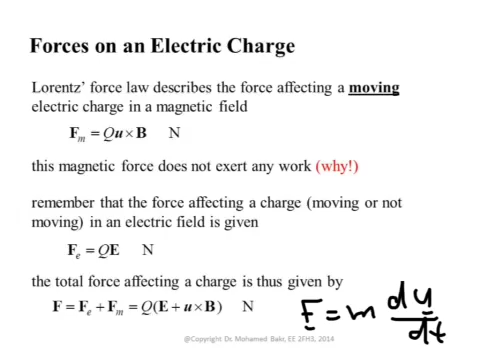 Forces on an Electric Charge
Lorentz' force law describes the force affecting a moving
electric charge in a magnetic field
Fₘ = Qu×B N
this magnetic force does not exert any work (why!)
remember that the force affecting a charge (moving or not
moving) in an electric field is given
Fₑ = QE N
the total force affecting a charge is thus given by
F = Fₑ + Fₘ = Q(E + u×B) N
F = m du/dt
@Copyright Dr. Mohamed Bakr, EE 2FH3, 2014